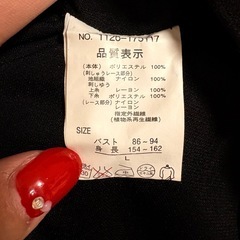 NO. 1126-175117
品質表示
(本体) ポリエステル 100%
(刺しゅうレース部分)
地組織 ナイロン 100%
刺しゅう
上糸 レーヨン 100%
下糸 ポリエステル 100%
(レース部分) ナイロン
レーヨン
指定外繊維
(植物系再生繊維)
SIZE
バスト 86-94
身長 154-162
L